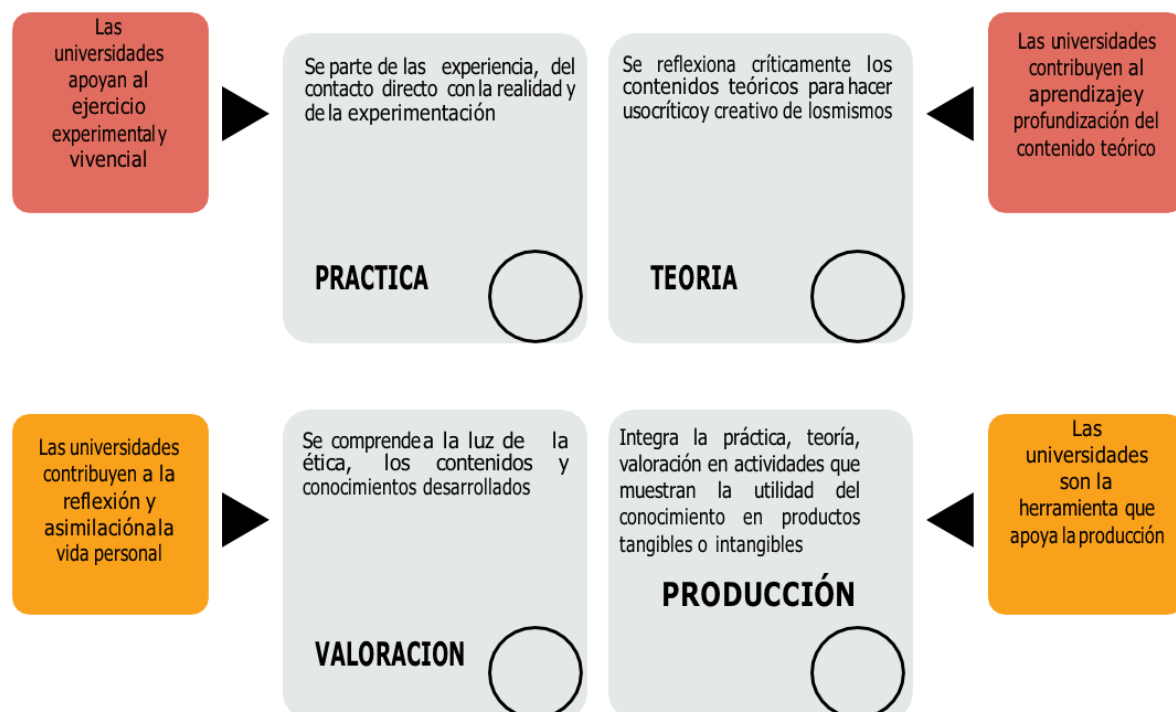 Las
universidades
apoyan al
ejercicio
experimental y
vivencial
Se parte de las experiencia, del
contacto directo con la realidad y
de la experimentación
PRACTICA
Se reflexiona críticamente los
contenidos teóricos para hacer
usocríticoy creativo de losmismos
TEORIA
Las universidades
contribuyen al
aprendizajey
profundización del
contenido teórico
Las universidades
contribuyen a la
reflexión y
asimilaciónala
vida personal
Se comprendea la luz de la
ética, los contenidos y
conocimientos desarrollados
VALORACION
Integra la práctica, teoría,
valoración en actividades que
muestran la utilidad del
conocimiento en productos
tangibles o intangibles
PRODUCCIÓN
Las
universidades
son la
herramienta que
apoya la producción